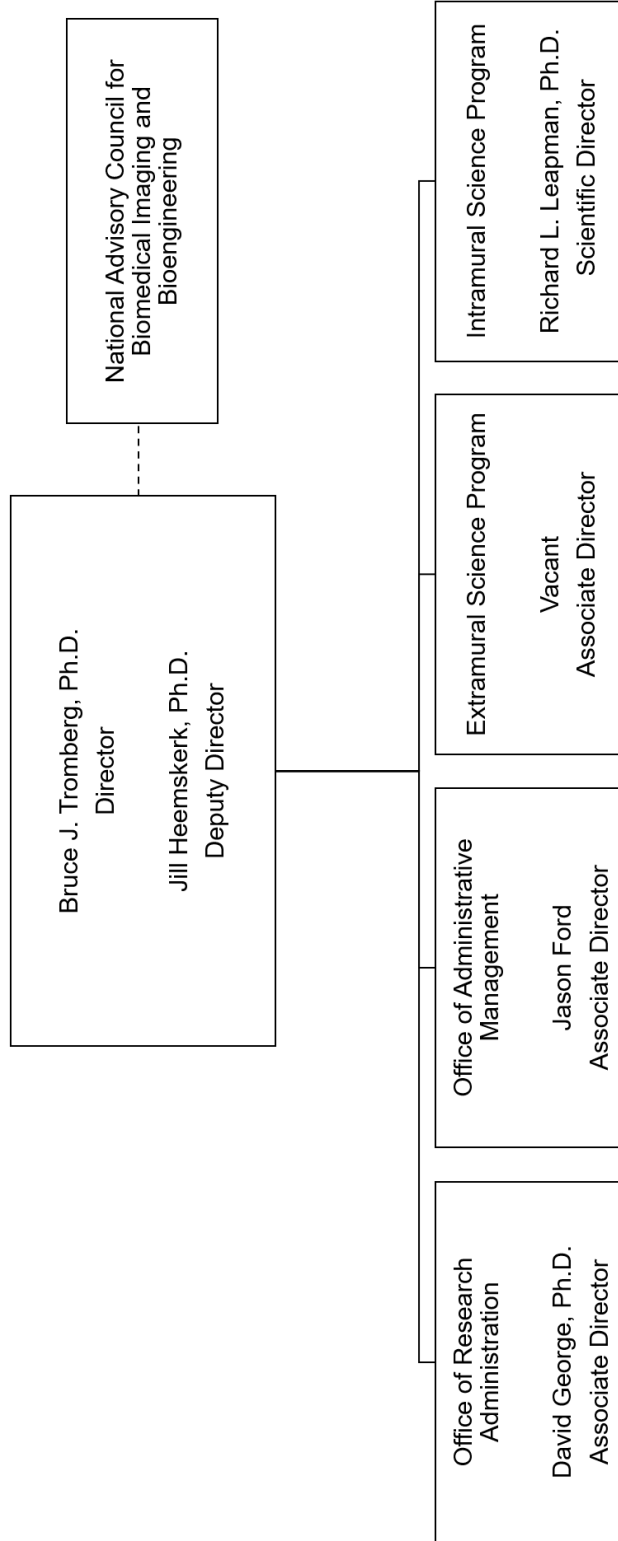 Bruce J. Tromberg, Ph.D.
Director
Jill Heemskerk, Ph.D.
Deputy Director
National Advisory Council for
Biomedical Imaging and
Bioengineering
Office of Research
Administration
David George, Ph.D.
Associate Director
Office of Administrative
Management
Jason Ford
Associate Director
Extramural Science Program
Vacant
Associate Director
Intramural Science Program
Richard L. Leapman, Ph.D.
Scientific Director